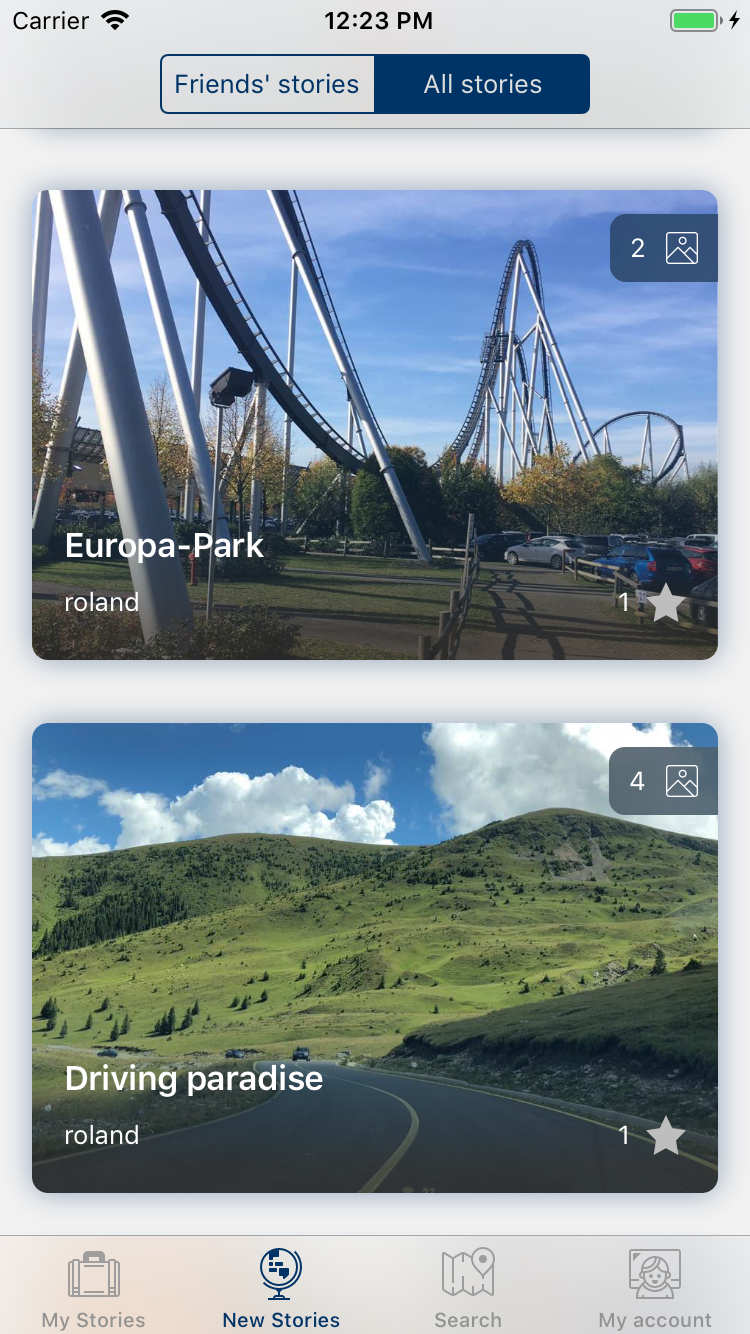 Carrier 12:23 PM
Friends' stories All stories
2
Europa-Park
roland 1
4
Driving paradise
roland 1
My Stories New Stories Search My account